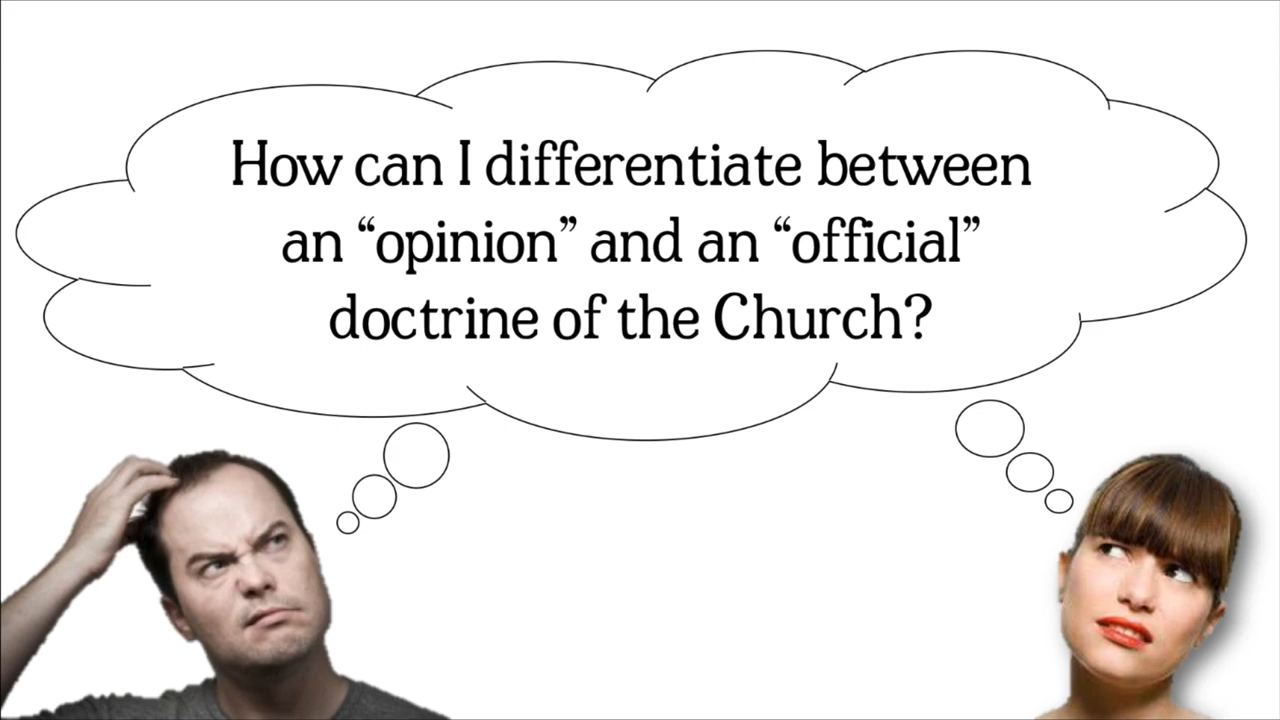 How can I differentiate between
an “opinion” and an “official”
doctrine of the Church?